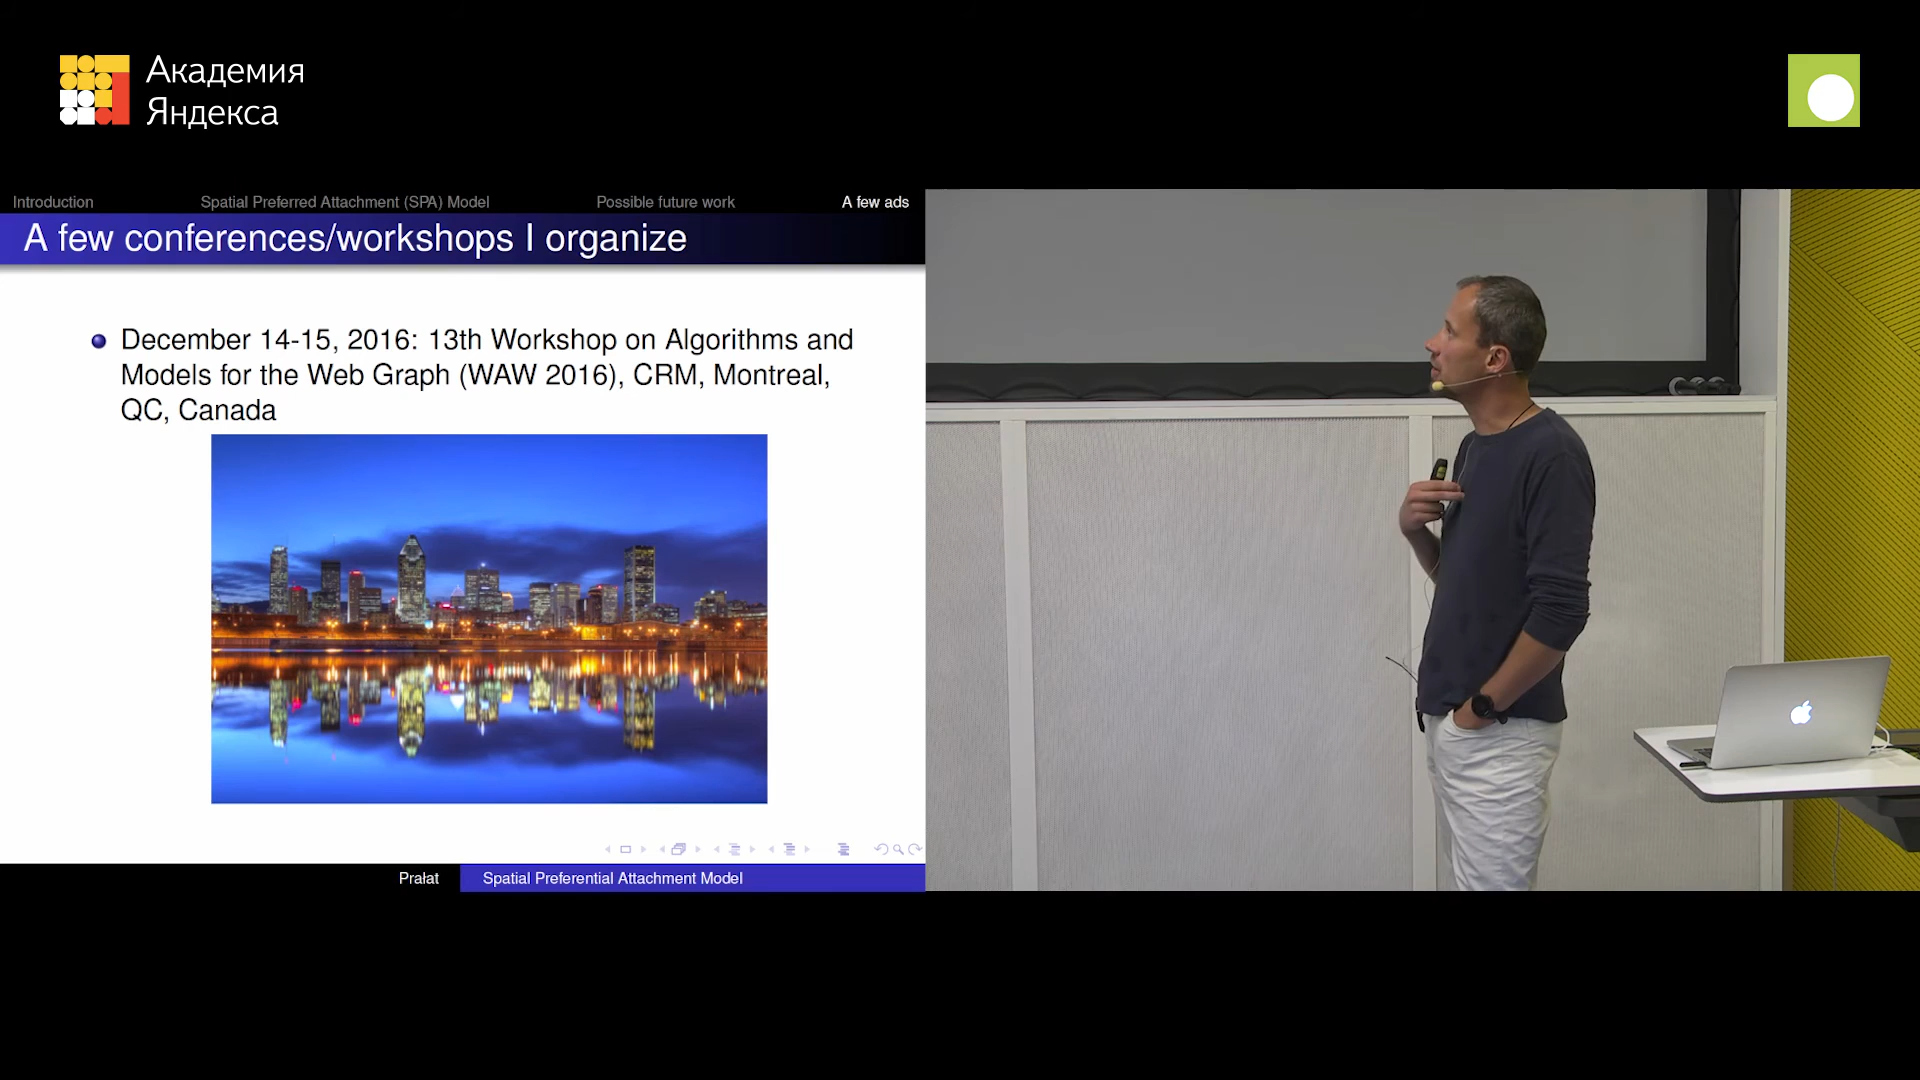 Академия
Яндекса
Introduction Spatial Preferred Attachment (SPA) Model Possible future work A few ads
A few conferences/workshops I organize
December 14-15, 2016: 13th Workshop on Algorithms and
Models for the Web Graph (WAW 2016), CRM, Montreal,
QC, Canada
Prałat Spatial Preferential Attachment Model